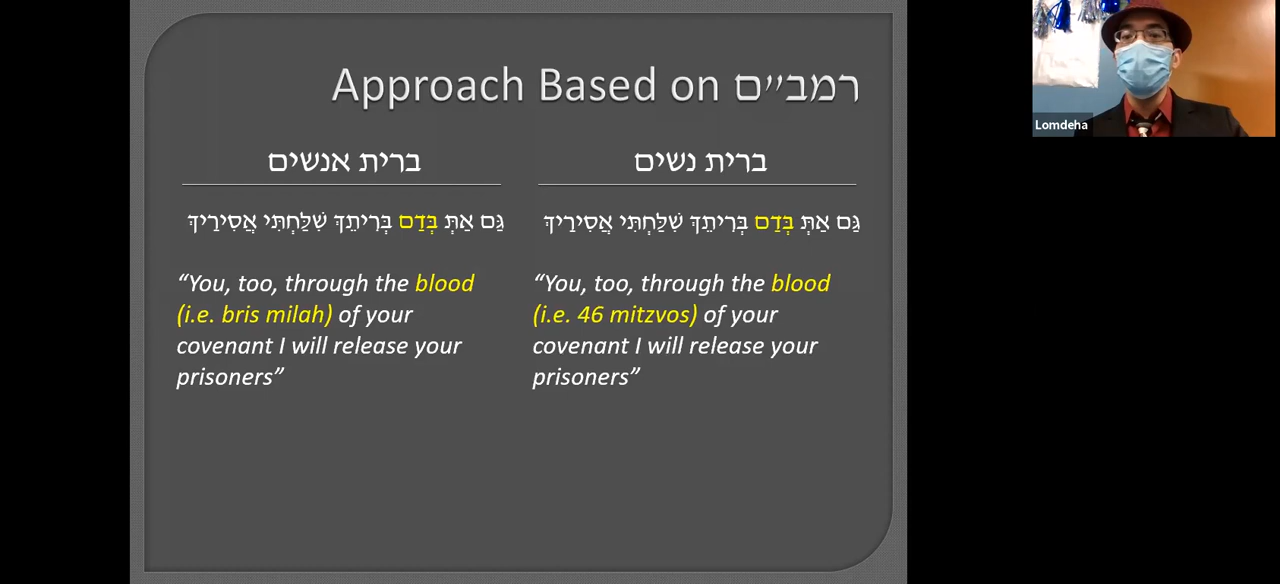 Approach Based on רמב״ים
ברית אנשים
גַּם אַתְּ בְּדַם בְּרִיתֵךְ שִׁלַּחְתִּי אֲסִירַיִךְ
“You, too, through the blood
(i.e. bris milah) of your
covenant I will release your
prisoners”
ברית נשים
גַּם אַתְּ בְּדַם בְּרִיתֵךְ שִׁלַּחְתִּי אֲסִירַיִךְ
“You, too, through the blood
(i.e. 46 mitzvos) of your
covenant I will release your
prisoners”
Lomdeha